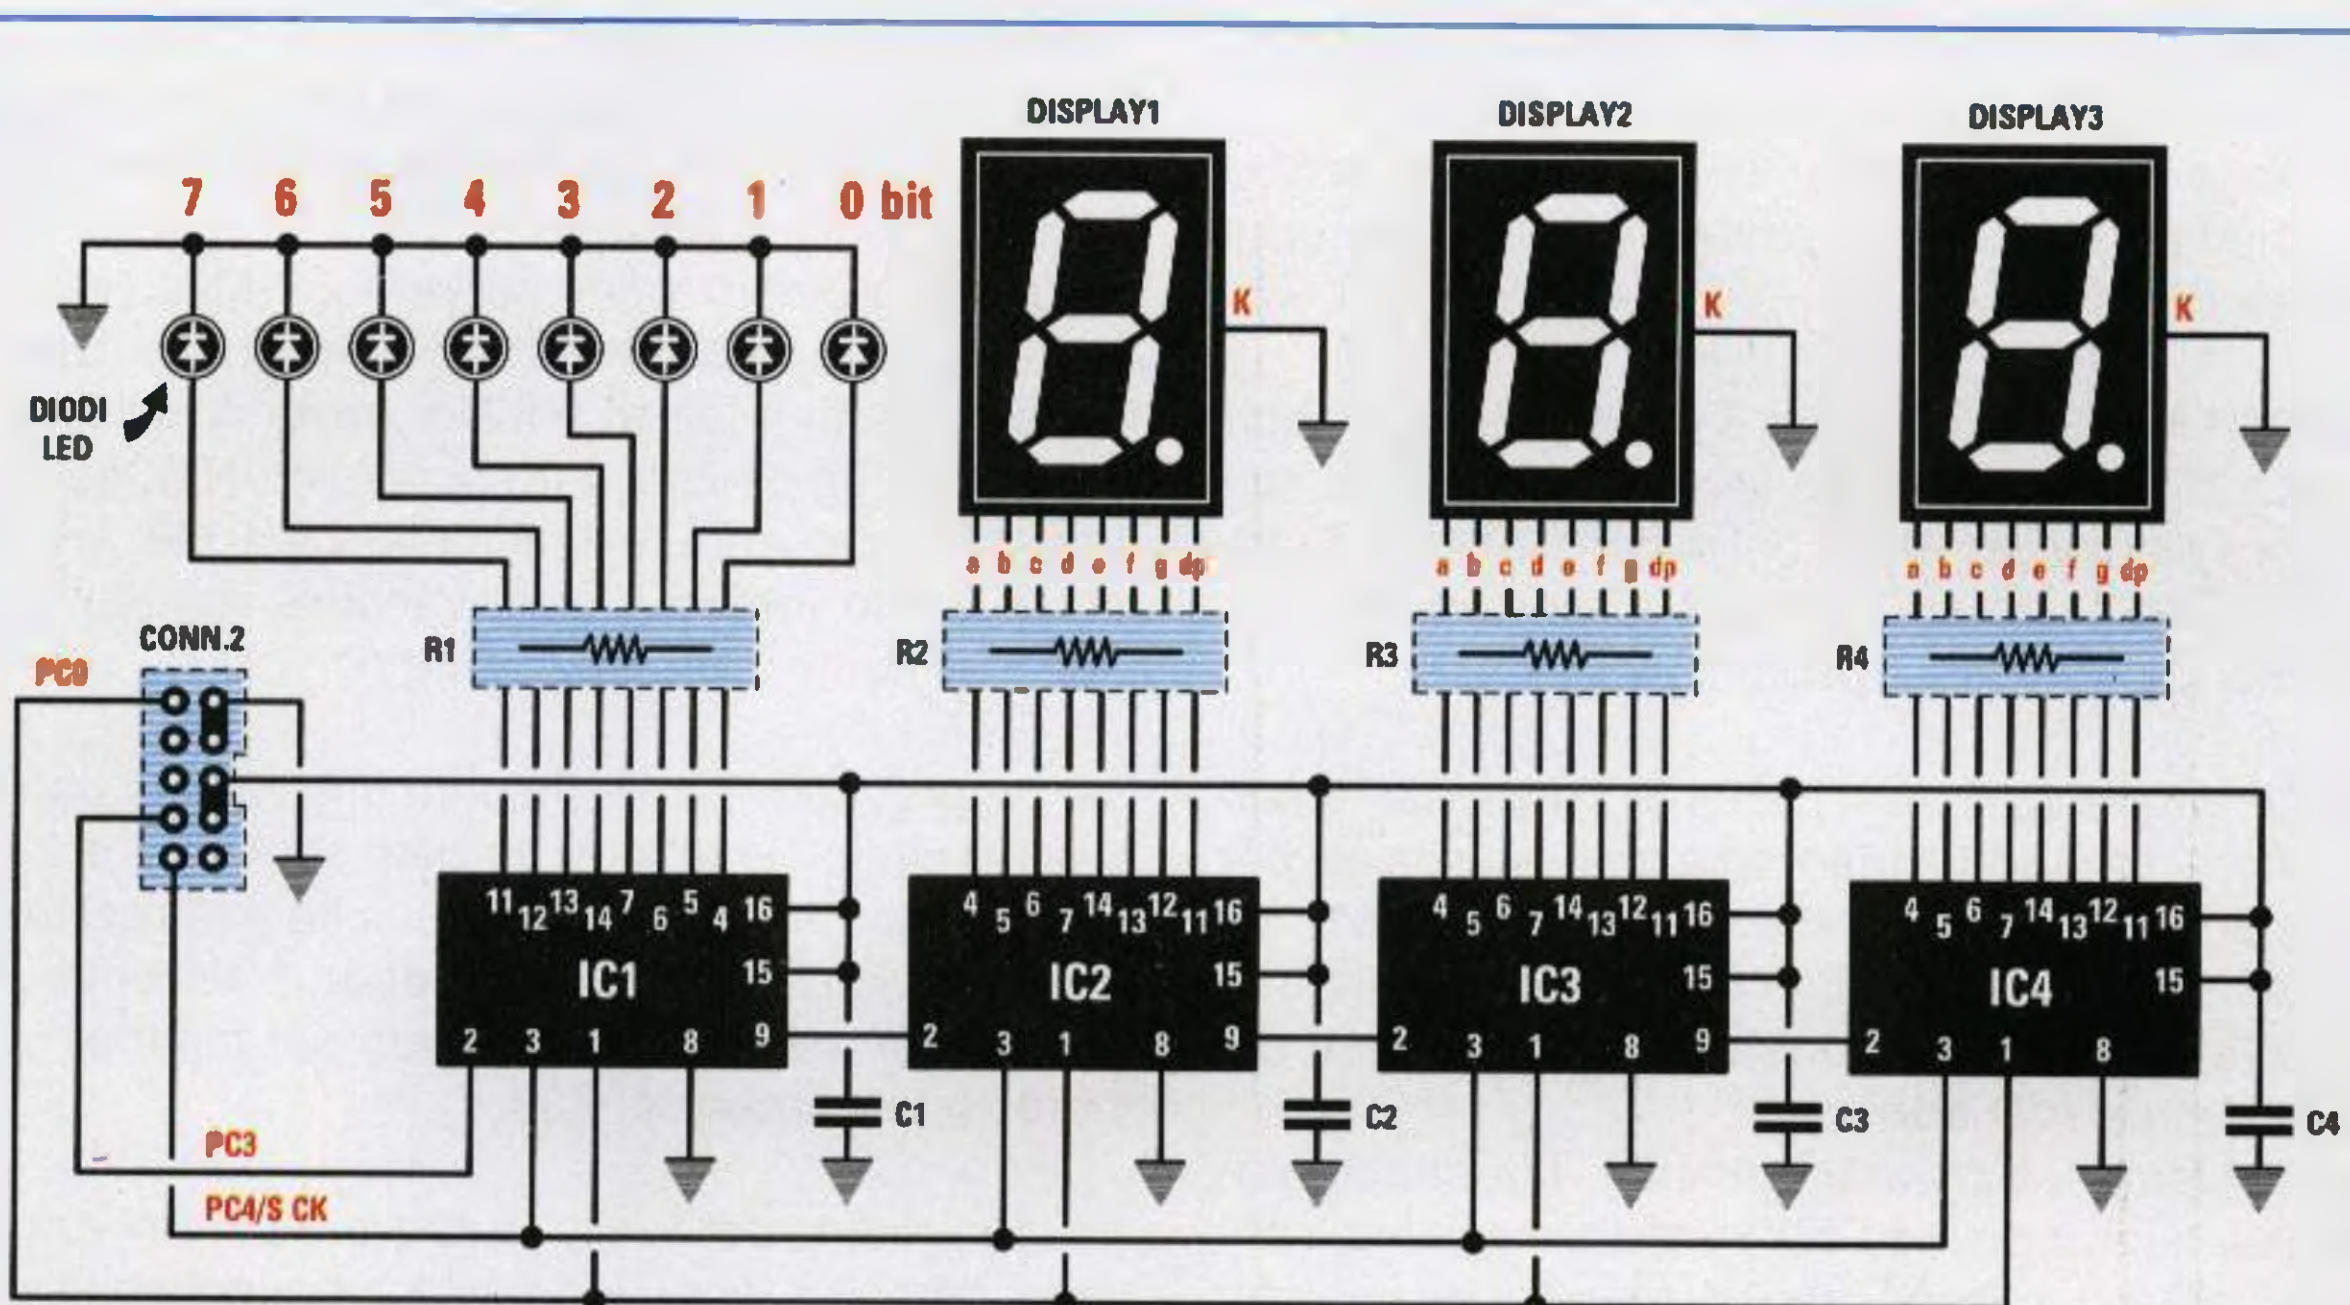 DISPLAY1 DISPLAY2 DISPLAY3
7 6 5 4 3 2 1 0 bit
K K K
DIODI
LED
a b c d e f g dp a b c d e f g dp a b c d e f g dp
CONN.2
R1 R2 R3 R4
PC0
11 12 13 14 7 6 5 4 16 4 5 6 7 14 13 12 11 16 4 5 6 7 14 13 12 11 16 4 5 6 7 14 13 12 11 16
IC1 15 IC2 15 IC3 15 IC4 15
2 3 1 8 9 2 3 1 8 9 2 3 1 8 9 2 3 1 8
C1 C2 C3 C4
PC3
PC4/S CK